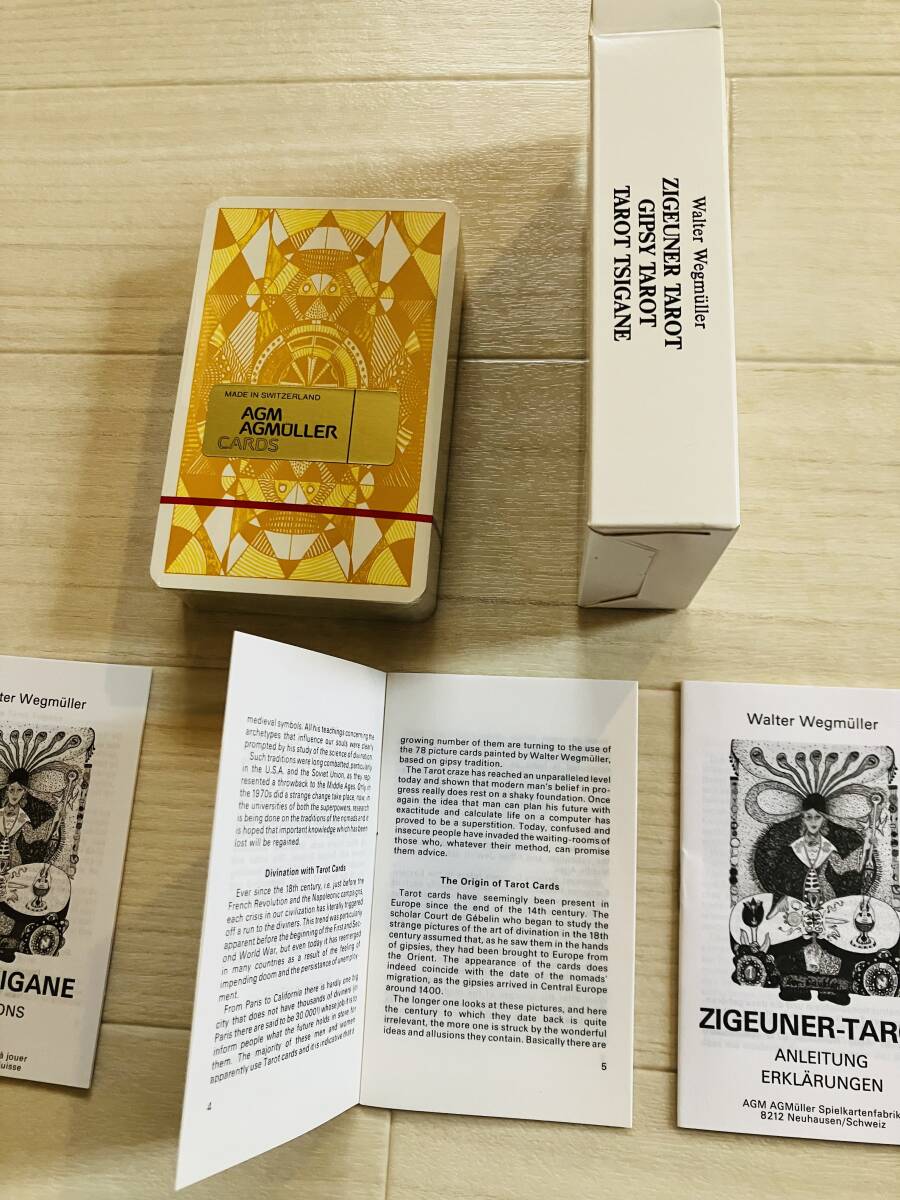 Walter Wegmüller
ZIGEUNER TAROT
GIPSY TAROT
TAROT TSIGANE
MADE IN SWITZERLAND
AGM
AGMÜLLER
CARDS
medieval symbols. All his teachings concerning the
archetypes that influence our souls were clearly
prompted by his study of the science of divination.
Such traditions were long combatted, particularly
in the U.S.A. and the Soviet Union, as they rep-
resented a throwback to the Middle Ages. Only in
the 1970s did a strange change take place, now, in
the universities of both the superpowers, research
is being done on the traditions of the nomads and it
is hoped that important knowledge which has been
lost will be regained.
Divination with Tarot Cards
Ever since the 18th century, i.e. just before the
French Revolution and the Napoleonic campaigns,
each crisis in our civilization has literally triggered
off a run to the diviners. This trend was particularly
apparent before the beginning of the First and Sec-
ond World War, but even today it has reemerged
in many countries as a result of the feeling of
impending doom and the persistance of unemploy-
ment.
From Paris to California there is hardly one big
city that does not have thousands of diviners (in
Paris there are said to be 30.000!) whose job it is to
inform people what the future holds in store for
them. The majority of these men and women
apparently use Tarot cards and it is indicative that a
4
growing number of them are turning to the use of
the 78 picture cards painted by Walter Wegmüller,
based on gipsy tradition.
The Tarot craze has reached an unparalleled level
today and shown that modern man's belief in pro-
gress really does rest on a shaky foundation. Once
again the idea that man can plan his future with
exactitude and calculate life on a computer has
proved to be a superstition. Today, confused and
insecure people have invaded the waiting-rooms of
those who, whatever their method, can promise
them advice.
The Origin of Tarot Cards
Tarot cards have seemingly been present in
Europe since the end of the 14th century. The
scholar Court de Gébelin who began to study the
strange pictures of the art of divination in the 18th
century assumed that, as he saw them in the hands
of gipsies, they had been brought to Europe from
the Orient. The appearance of the cards does
indeed coincide with the date of the nomads'
migration, as the gipsies arrived in Central Europe
around 1400.
The longer one looks at these pictures, and here
the century to which they date back is quite
irrelevant, the more one is struck by the wonderful
ideas and allusions they contain. Basically there are
5
ter Wegmüller
IGANE
ONS
à jouer
uisse
Walter Wegmüller
ZIGEUNER-TARO
ANLEITUNG
ERKLÄRUNGEN
AGM AGMüller Spielkartenfabrik
8212 Neuhausen/Schweiz